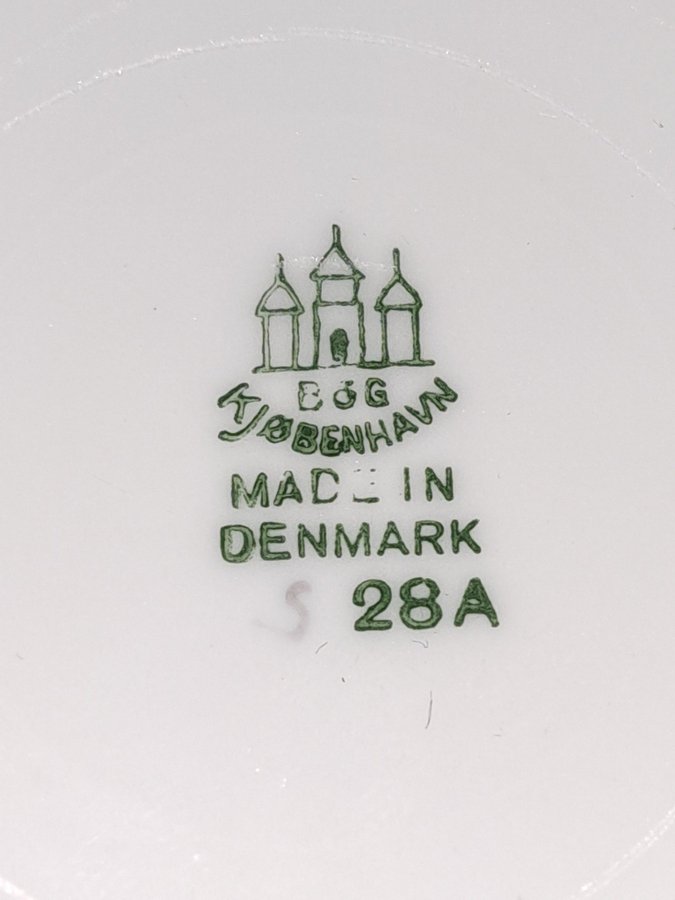 B&G
KJØBENHAVN
MADE IN
DENMARK
S 28A